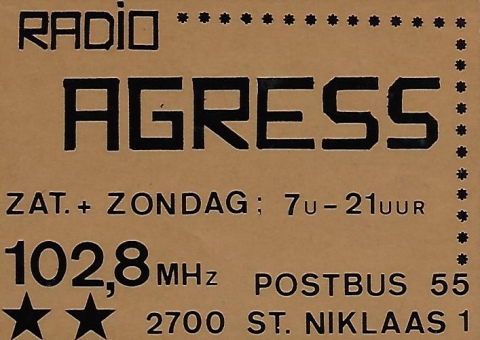 RADIO
AGRESS
ZAT. + ZONDAG; 7U - 21UUR
102,8 MHz
POSTBUS 55
2700 ST. NIKLAAS 1